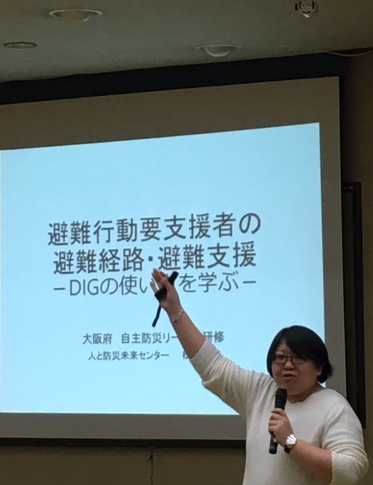 避難行動要支援者の
避難経路・避難支援
－DIGの使い　を学ぶ－
大阪府　自主防災リー　研修
人と防災未来センター